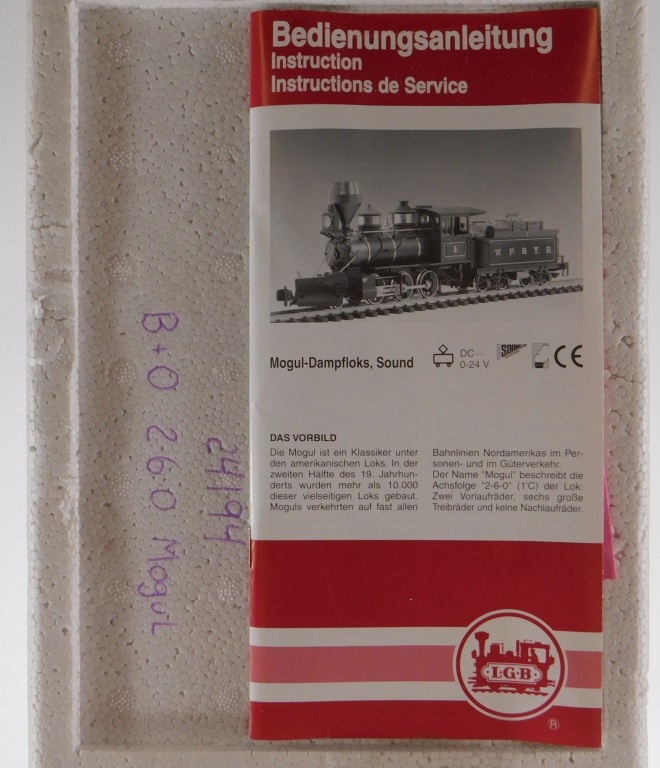 Bedienungsanleitung
Instruction
Instructions de Service
1
W. P. & Y. R.
Mogul-Dampfloks, Sound
DC
0-24 V
CE
DAS VORBILD
Die Mogul ist ein Klassiker unter
den amerikanischen Loks. In der
zweiten Hälfte des 19. Jahrhun-
derts wurden mehr als 10.000
dieser vielseitigen Loks gebaut.
Moguls verkehrten auf fast allen
Bahnlinien Nordamerikas im Per-
sonen- und im Güterverkehr.
Der Name "Mogul" beschreibt die
Achsfolge "2-6-0" (1'C) der Lok:
Zwei Vorlaufräder, sechs große
Treibräder und keine Nachlaufräder.
L·G·B
®
B+O 2-6-0 Mogul
24194